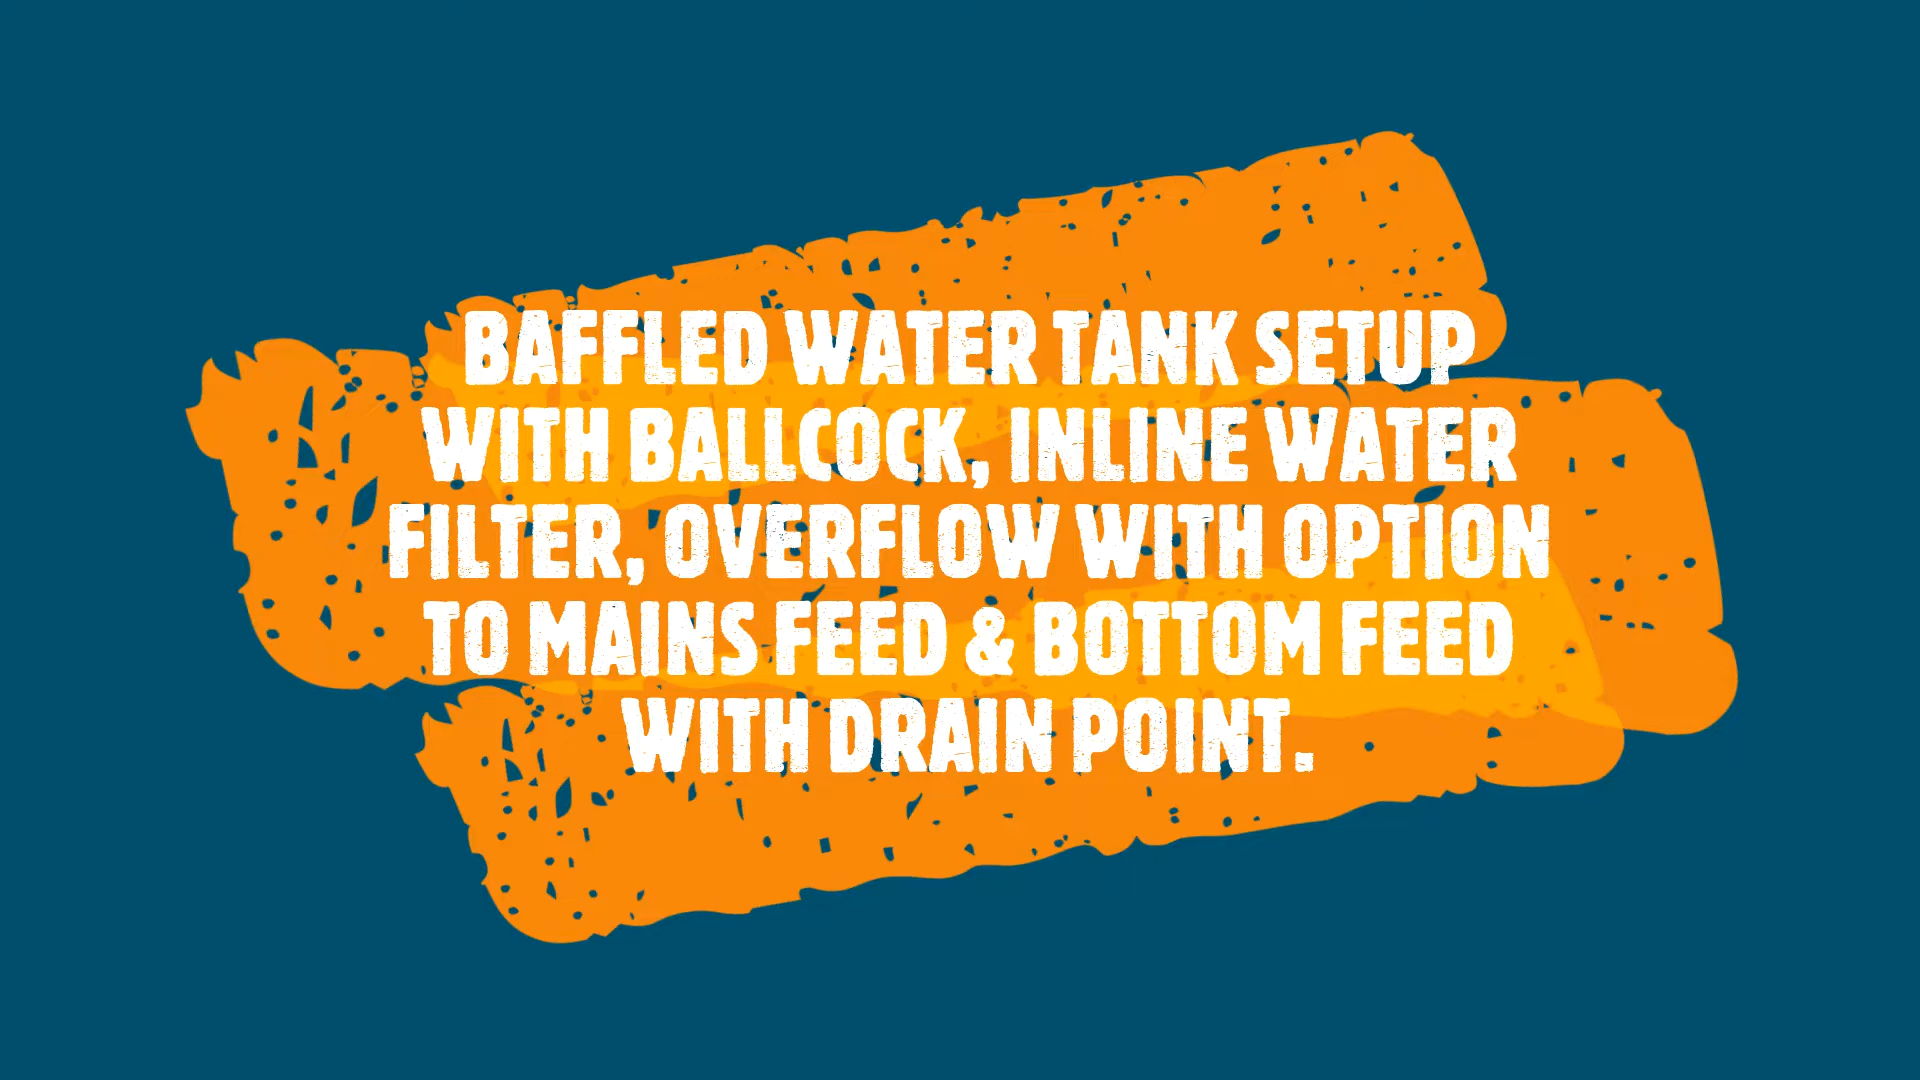 BAFFLED WATER TANK SETUP
WITH BALLCOCK, INLINE WATER
FILTER, OVERFLOW WITH OPTION
TO MAINS FEED & BOTTOM FEED
WITH DRAIN POINT.